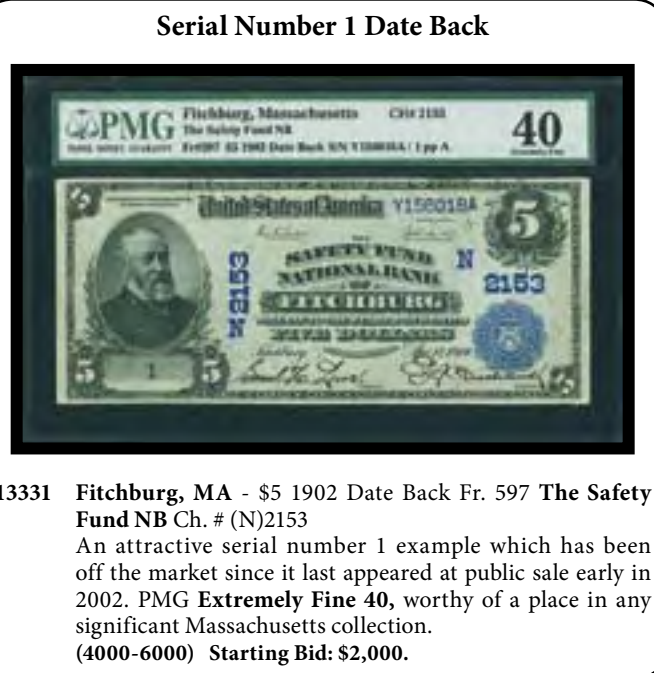 Serial Number 1 Date Back
PMG Fitchburg, Massachusetts Ch# 2153
The Safety Fund NB
Fr#597 $5 1902 Date Back S/N Y156018A / 1 pp A
40
United States of America Y156018A
5
SAFETY FUND N
NATIONAL BANK
OF 2153
N 2153
FITCHBURG
FIVE DOLLARS
5 1 5
13331 Fitchburg, MA - $5 1902 Date Back Fr. 597 The Safety
Fund NB Ch. # (N)2153
An attractive serial number 1 example which has been
off the market since it last appeared at public sale early in
2002. PMG Extremely Fine 40, worthy of a place in any
significant Massachusetts collection.
(4000-6000) Starting Bid: $2,000.